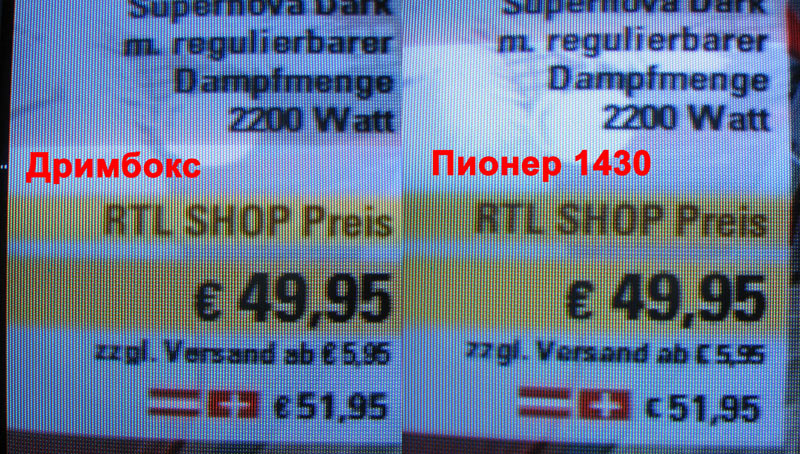 Supernova Dark
m. regulierbarer
Dampfmenge
2200 Watt
Дримбокс
RTL SHOP Preis
€ 49,95
zzgl. Versand ab € 5,95
€ 51,95
Supernova Dark
m. regulierbarer
Dampfmenge
2200 Watt
Пионер 1430
RTL SHOP Preis
€ 49,95
zzgl. Versand ab € 5,95
€ 51,95